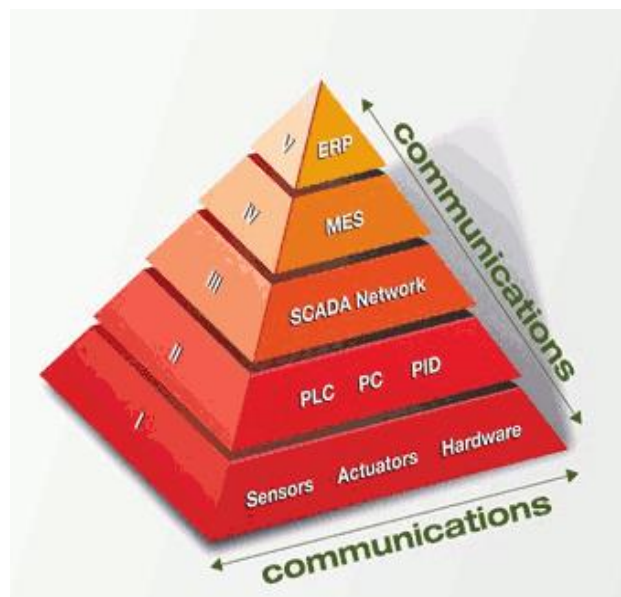 V ERP
IV MES
III SCADA Network
II PLC PC PID
I Sensors Actuators Hardware
communications
communications